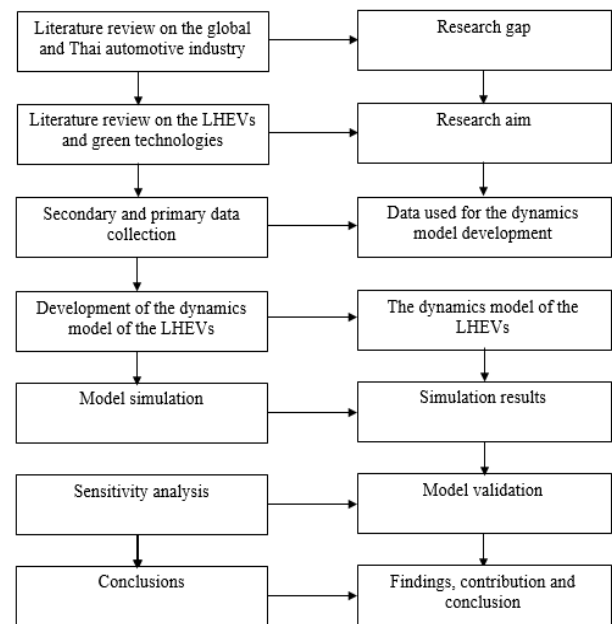 Literature review on the global
and Thai automotive industry
Research gap
Literature review on the LHEVs
and green technologies
Research aim
Secondary and primary data
collection
Data used for the dynamics
model development
Development of the dynamics
model of the LHEVs
The dynamics model of the
LHEVs
Model simulation
Simulation results
Sensitivity analysis
Model validation
Conclusions
Findings, contribution and
conclusion